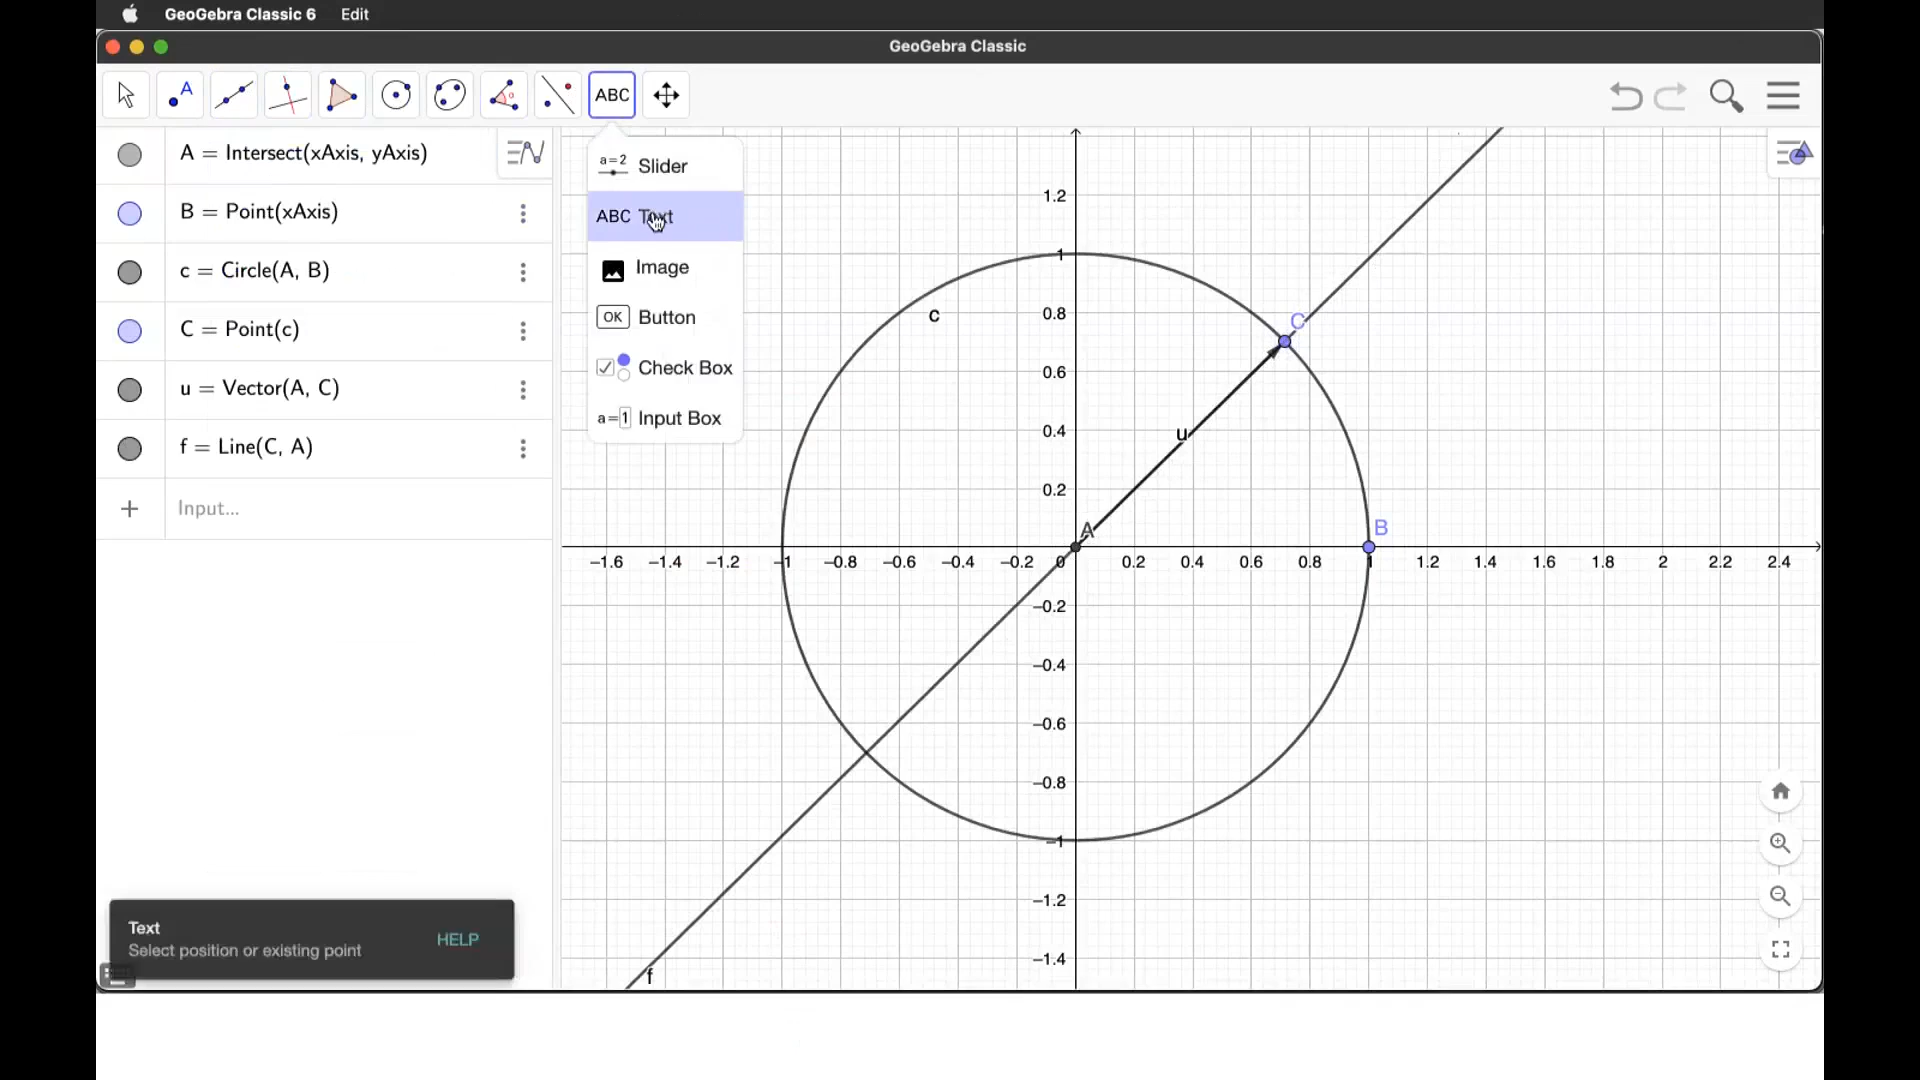 GeoGebra Classic 6 Edit
GeoGebra Classic
A
ABC
A = Intersect(xAxis, yAxis)
B = Point(xAxis)
c = Circle(A, B)
C = Point(c)
u = Vector(A, C)
f = Line(C, A)
+ Input...
a=2 Slider
ABC Text
Image
OK Button
Check Box
a=1 Input Box
1.2
1
0.8
0.6
0.4
0.2
c
C
u
A
B
−1.6 −1.4 −1.2 −1 −0.8 −0.6 −0.4 −0.2 0 0.2 0.4 0.6 0.8 1 1.2 1.4 1.6 1.8 2 2.2 2.4
−0.2
−0.4
−0.6
−0.8
−1
−1.2
−1.4
f
Text
Select position or existing point
HELP